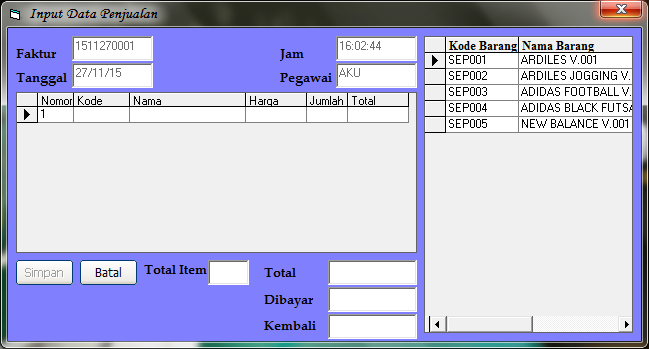 Input Data Penjualan
Faktur 1511270001 Jam 16:02:44
Tanggal 27/11/15 Pegawai AKU
Nomor Kode Nama Harga Jumlah Total
1
Simpan Batal Total Item Total
Dibayar
Kembali
Kode Barang Nama Barang
SEP001 ARDILES V.001
SEP002 ARDILES JOGGING V.
SEP003 ADIDAS FOOTBALL V.
SEP004 ADIDAS BLACK FUTSA
SEP005 NEW BALANCE V.001